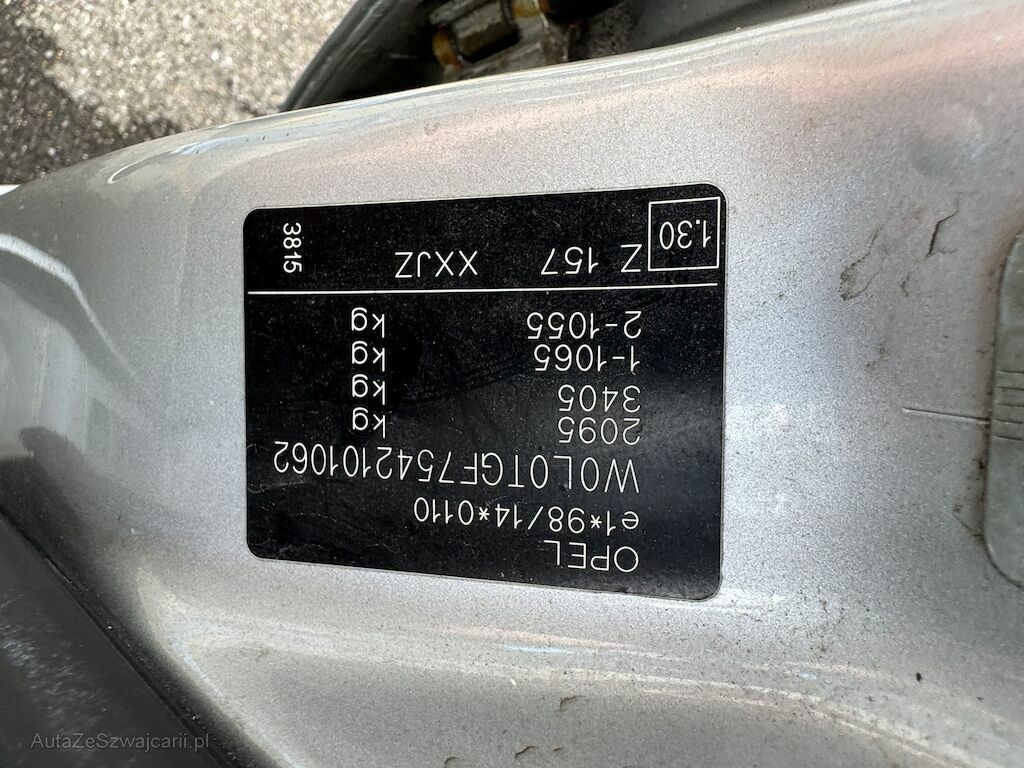 OPEL
e1*98/14*0110
W0L0TGF7542101062
2095 kg
3405 kg
1-1065 kg
2-1055 kg
1.30 Z 157 XXJZ
3815
AutaZeSzwajcarii.pl